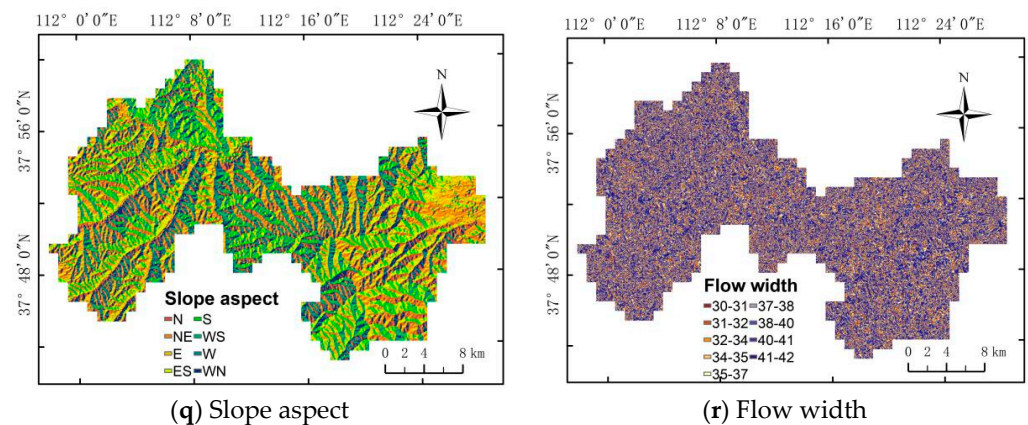 112° 0′0″E 112° 8′0″E 112° 16′0″E 112° 24′0″E
37° 56′0″N
37° 48′0″N
N
Slope aspect
N S
NE WS
E W
ES WN
0 2 4 8 km
(q) Slope aspect
112° 0′0″E 112° 8′0″E 112° 16′0″E 112° 24′0″E
37° 56′0″N
37° 48′0″N
N
Flow width
30-31 37-38
31-32 38-40
32-34 40-41
34-35 41-42
35-37
0 2 4 8 km
(r) Flow width